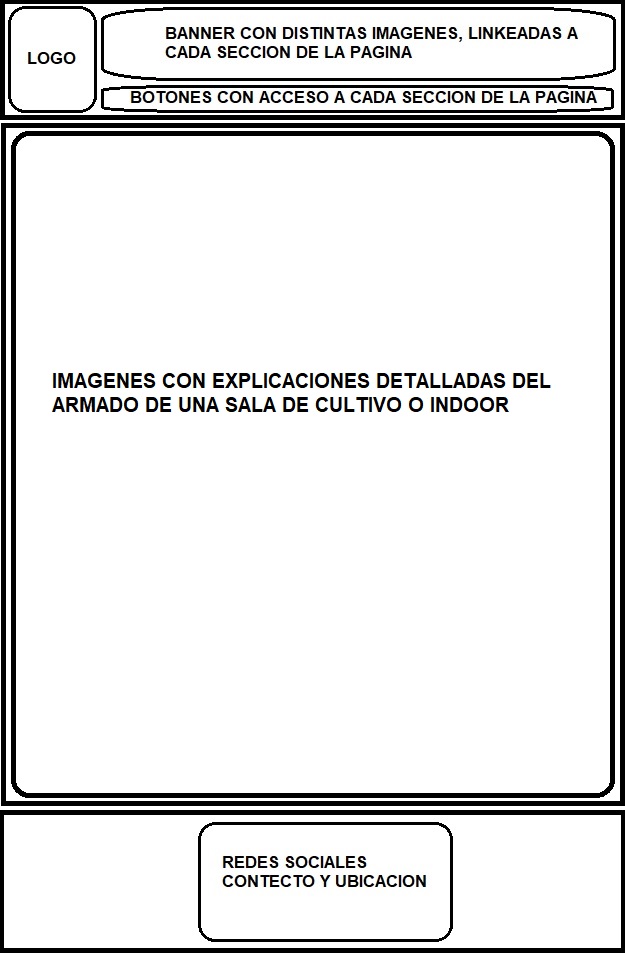 LOGO
BANNER CON DISTINTAS IMAGENES, LINKEADAS A
CADA SECCION DE LA PAGINA
BOTONES CON ACCESO A CADA SECCION DE LA PAGINA
IMAGENES CON EXPLICACIONES DETALLADAS DEL
ARMADO DE UNA SALA DE CULTIVO O INDOOR
REDES SOCIALES
CONTECTO Y UBICACION